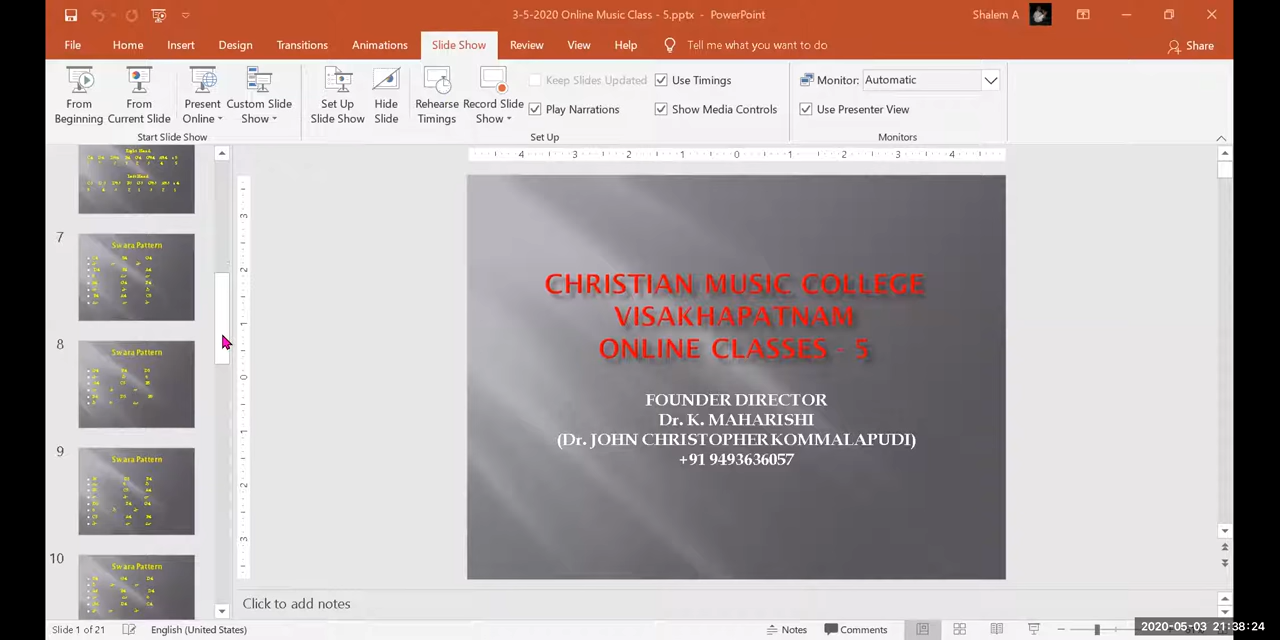 3-5-2020 Online Music Class - 5.pptx - PowerPoint
Shalem A
File Home Insert Design Transitions Animations Slide Show Review View Help Tell me what you want to do Share
From Beginning
From Current Slide
Present Online
Custom Slide Show
Start Slide Show
Set Up Slide Show
Hide Slide
Rehearse Timings
Record Slide Show
Keep Slides Updated
Play Narrations
Use Timings
Show Media Controls
Set Up
Monitor: Automatic
Use Presenter View
Monitors
7
Swara Pattern
8
Swara Pattern
9
Swara Pattern
10
Swara Pattern
CHRISTIAN MUSIC COLLEGE
VISAKHAPATNAM
ONLINE CLASSES - 5
FOUNDER DIRECTOR
Dr. K. MAHARISHI
(Dr. JOHN CHRISTOPHER KOMMALAPUDI)
+91 9493636057
Click to add notes
Slide 1 of 21 English (United States) Notes Comments
2020-05-03 21:38:24